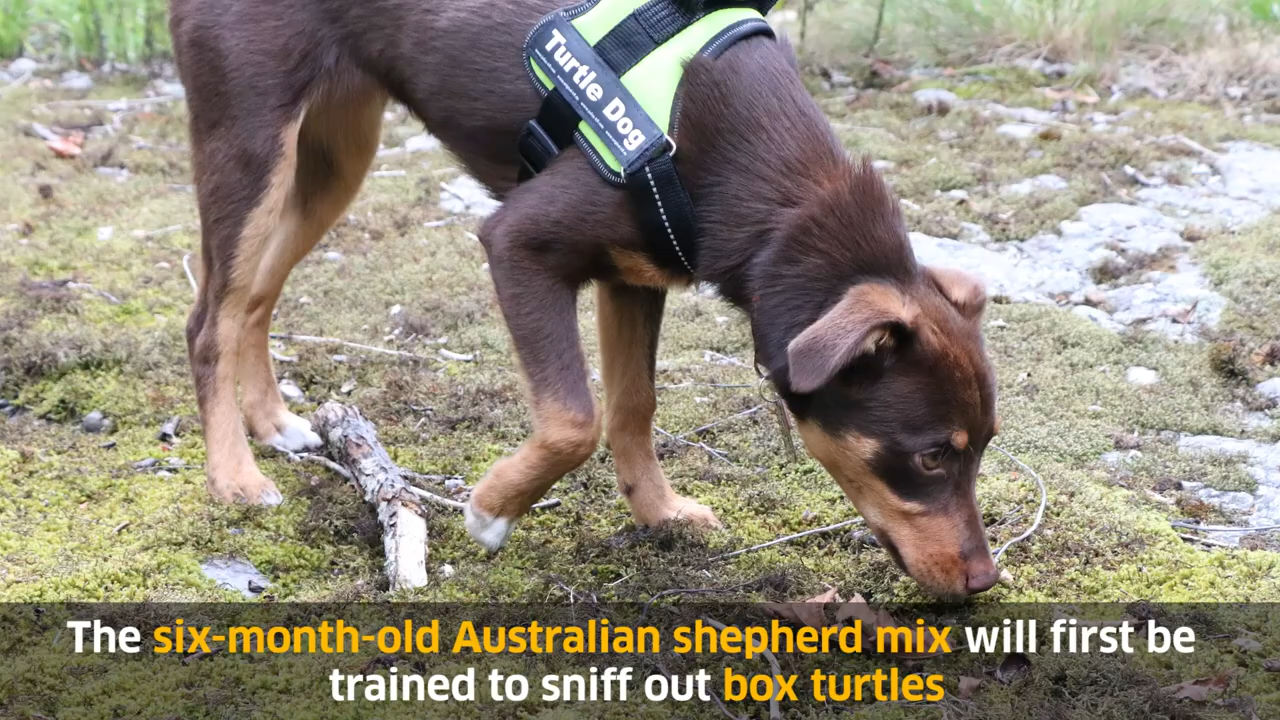 Turtle Dog
The six-month-old Australian shepherd mix will first be
trained to sniff out box turtles